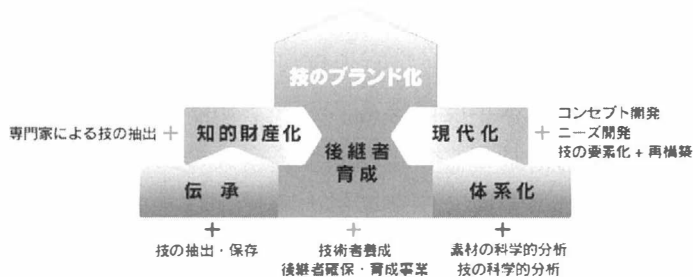 技のブランド化
専門家による技の抽出 + 知的財産化
後継者
育成
現代化 + コンセプト開発
ニーズ開発
技の要素化 + 再構築
伝 承
体系化
+
技の抽出・保存
+
技術者養成
後継者確保・育成事業
+
素材の科学的分析
技の科学的分析